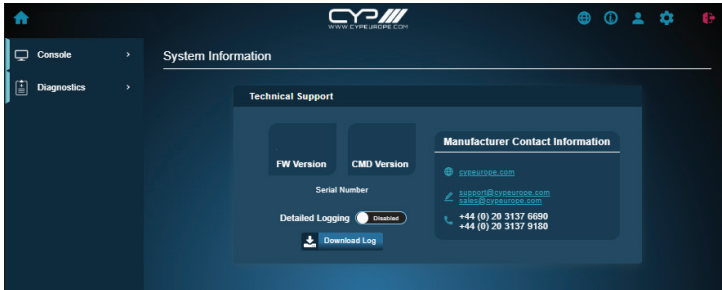 CYP
WWW.CYPEUROPE.COM
Console
Diagnostics
System Information
Technical Support
FW Version
CMD Version
Serial Number
Detailed Logging
Disabled
Download Log
Manufacturer Contact Information
cypeurope.com
support@cypeurope.com
sales@cypeurope.com
+44 (0) 20 3137 6690
+44 (0) 20 3137 9180